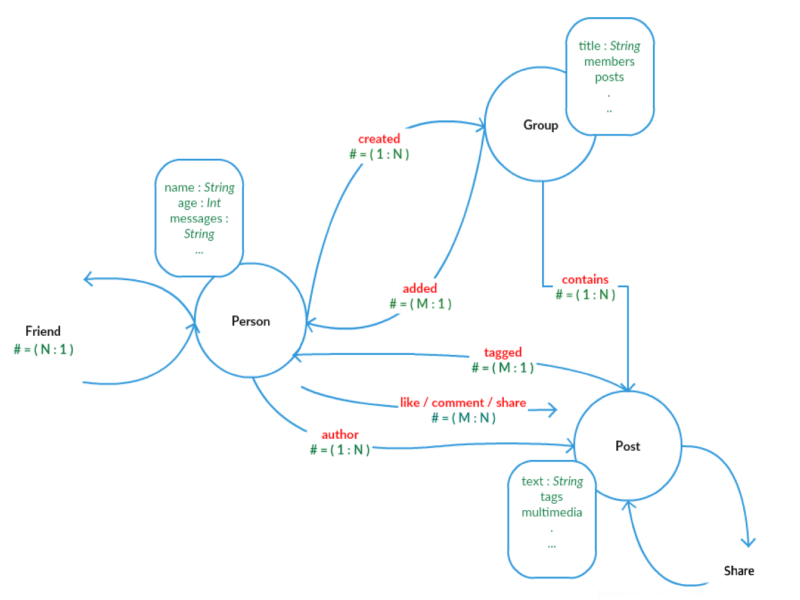 title : String
members
posts
.
..
Group
created
# = ( 1 : N )
name : String
age : Int
messages :
String
...
contains
# = ( 1 : N )
added
# = ( M : 1 )
Person
Friend
# = ( N : 1 )
tagged
# = ( M : 1 )
like / comment / share
# = ( M : N )
author
# = ( 1 : N )
Post
text : String
tags
multimedia
.
...
Share